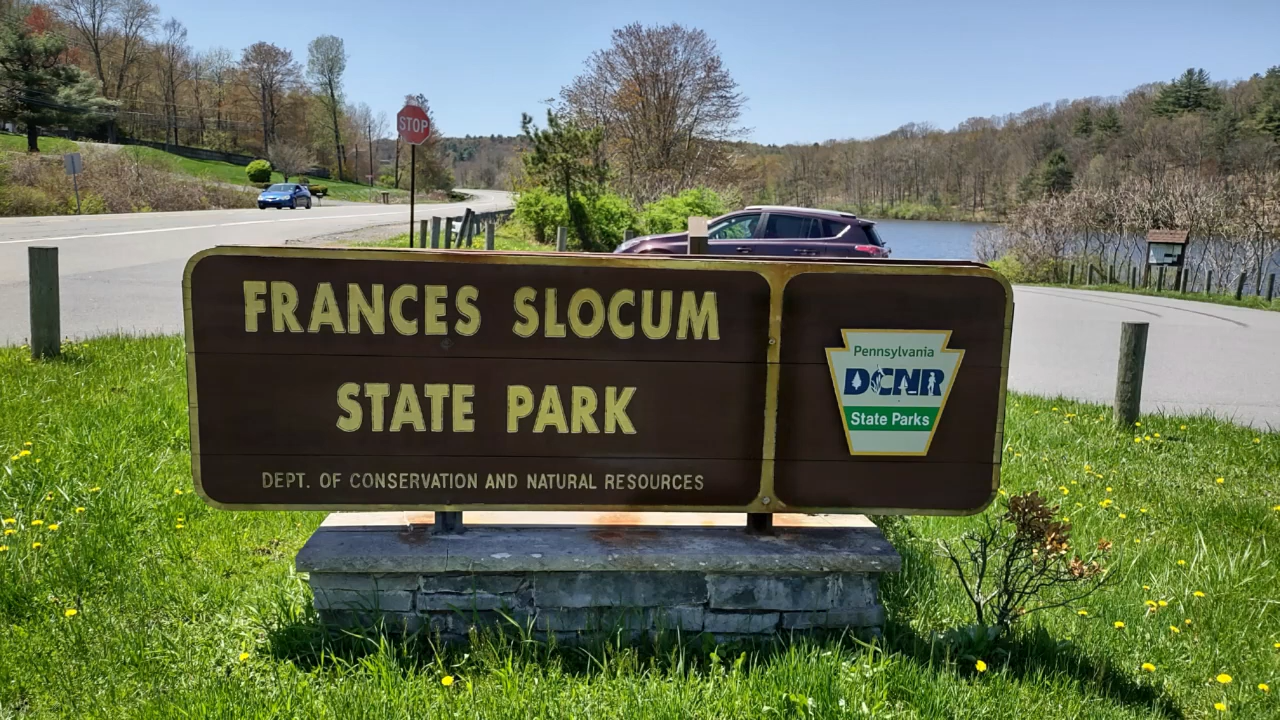 STOP
FRANCES SLOCUM
STATE PARK
DEPT. OF CONSERVATION AND NATURAL RESOURCES
Pennsylvania
DCNR
State Parks